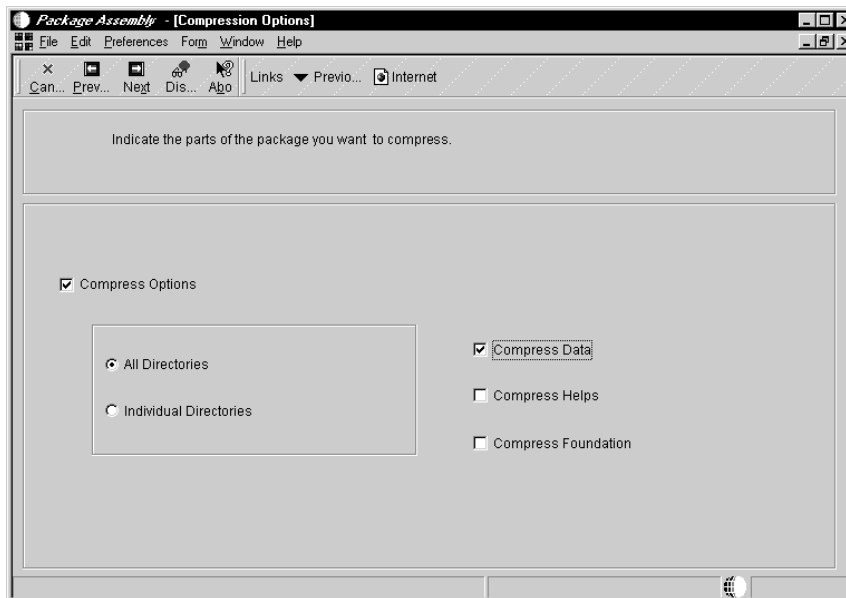 Package Assembly - [Compression Options]
File Edit Preferences Form Window Help
Can... Prev... Next Dis... Abo Links Previo... Internet
Indicate the parts of the package you want to compress.
Compress Options
All Directories
Individual Directories
Compress Data
Compress Helps
Compress Foundation